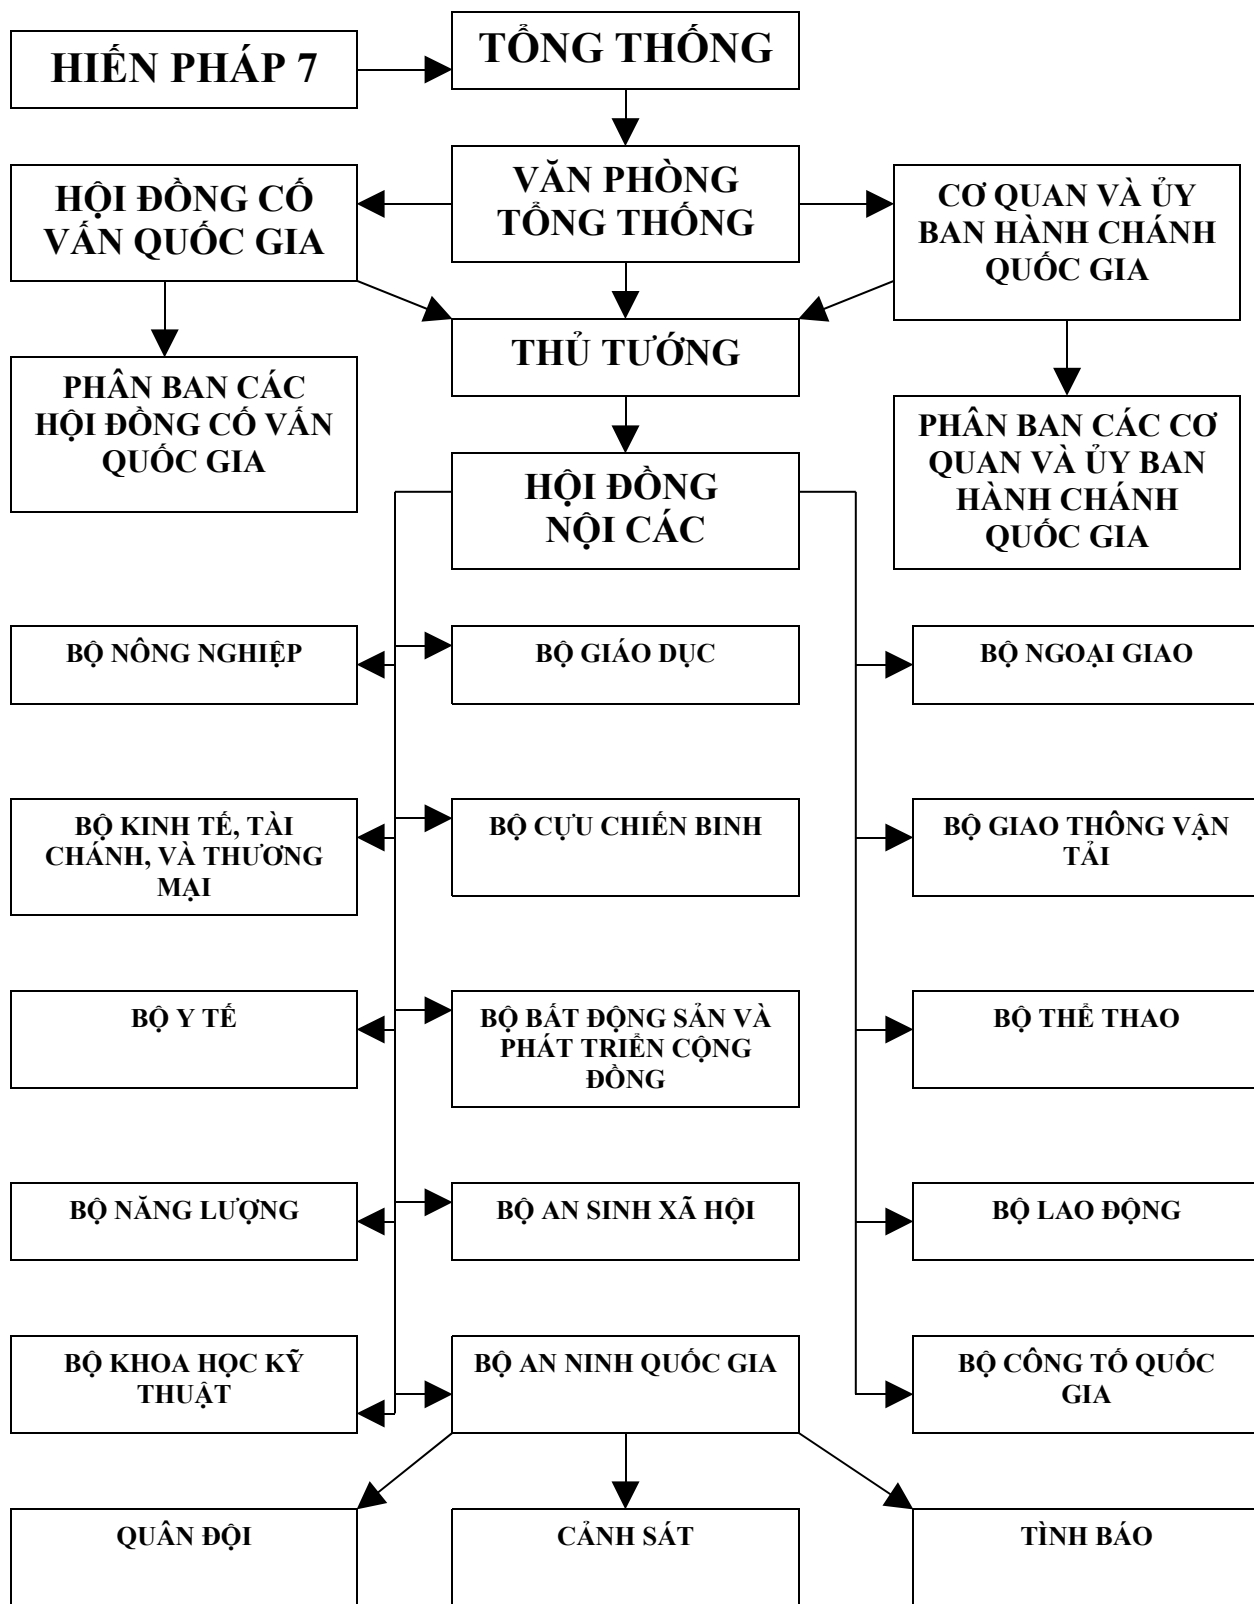 HIẾN PHÁP 7
TỔNG THỐNG
HỘI ĐỒNG CỐ
VẤN QUỐC GIA
VĂN PHÒNG
TỔNG THỐNG
CƠ QUAN VÀ ỦY
BAN HÀNH CHÁNH
QUỐC GIA
THỦ TƯỚNG
PHÂN BAN CÁC
HỘI ĐỒNG CỐ VẤN
QUỐC GIA
PHÂN BAN CÁC CƠ
QUAN VÀ ỦY BAN
HÀNH CHÁNH
QUỐC GIA
HỘI ĐỒNG
NỘI CÁC
BỘ NÔNG NGHIỆP
BỘ GIÁO DỤC
BỘ NGOẠI GIAO
BỘ KINH TẾ, TÀI
CHÁNH, VÀ THƯƠNG
MẠI
BỘ CỰU CHIẾN BINH
BỘ GIAO THÔNG VẬN
TẢI
BỘ Y TẾ
BỘ BẤT ĐỘNG SẢN VÀ
PHÁT TRIỂN CỘNG
ĐỒNG
BỘ THỂ THAO
BỘ NĂNG LƯỢNG
BỘ AN SINH XÃ HỘI
BỘ LAO ĐỘNG
BỘ KHOA HỌC KỸ
THUẬT
BỘ AN NINH QUỐC GIA
BỘ CÔNG TỐ QUỐC
GIA
QUÂN ĐỘI
CẢNH SÁT
TÌNH BÁO